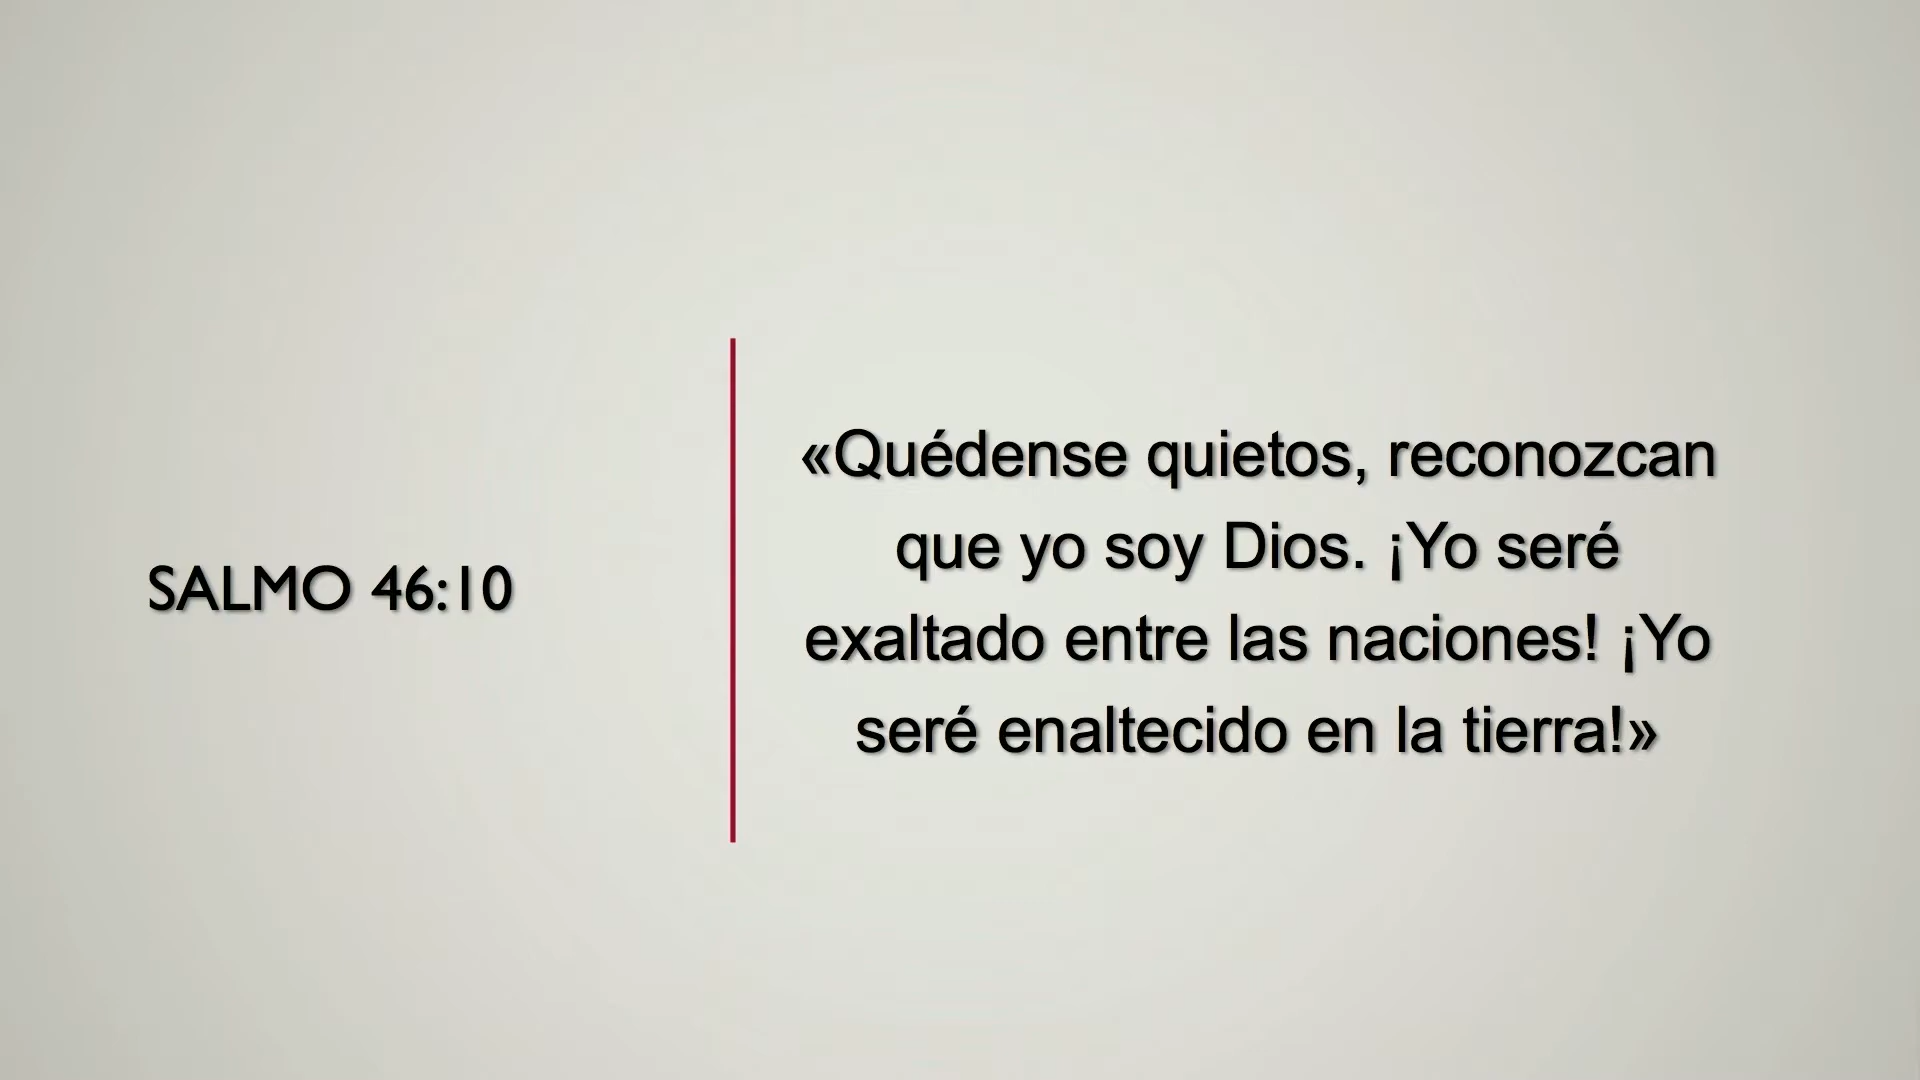 SALMO 46:10
«Quédense quietos, reconozcan
que yo soy Dios. ¡Yo seré
exaltado entre las naciones! ¡Yo
seré enaltecido en la tierra!»